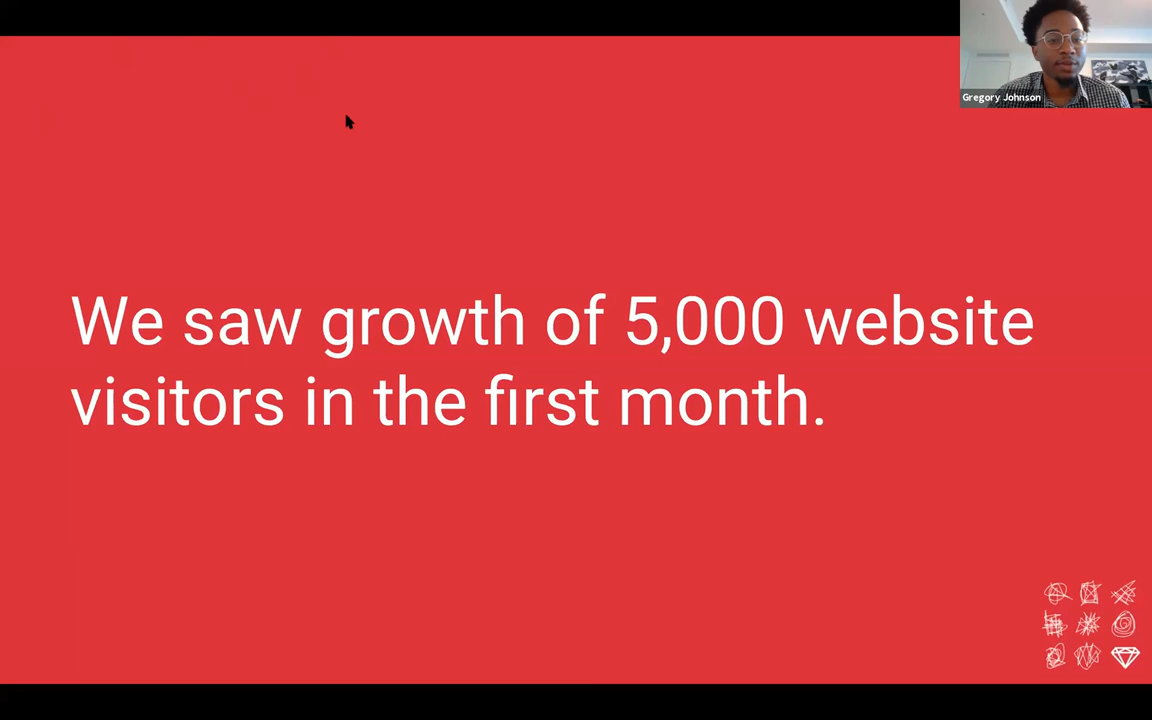 Gregory Johnson
We saw growth of 5,000 website
visitors in the first month.